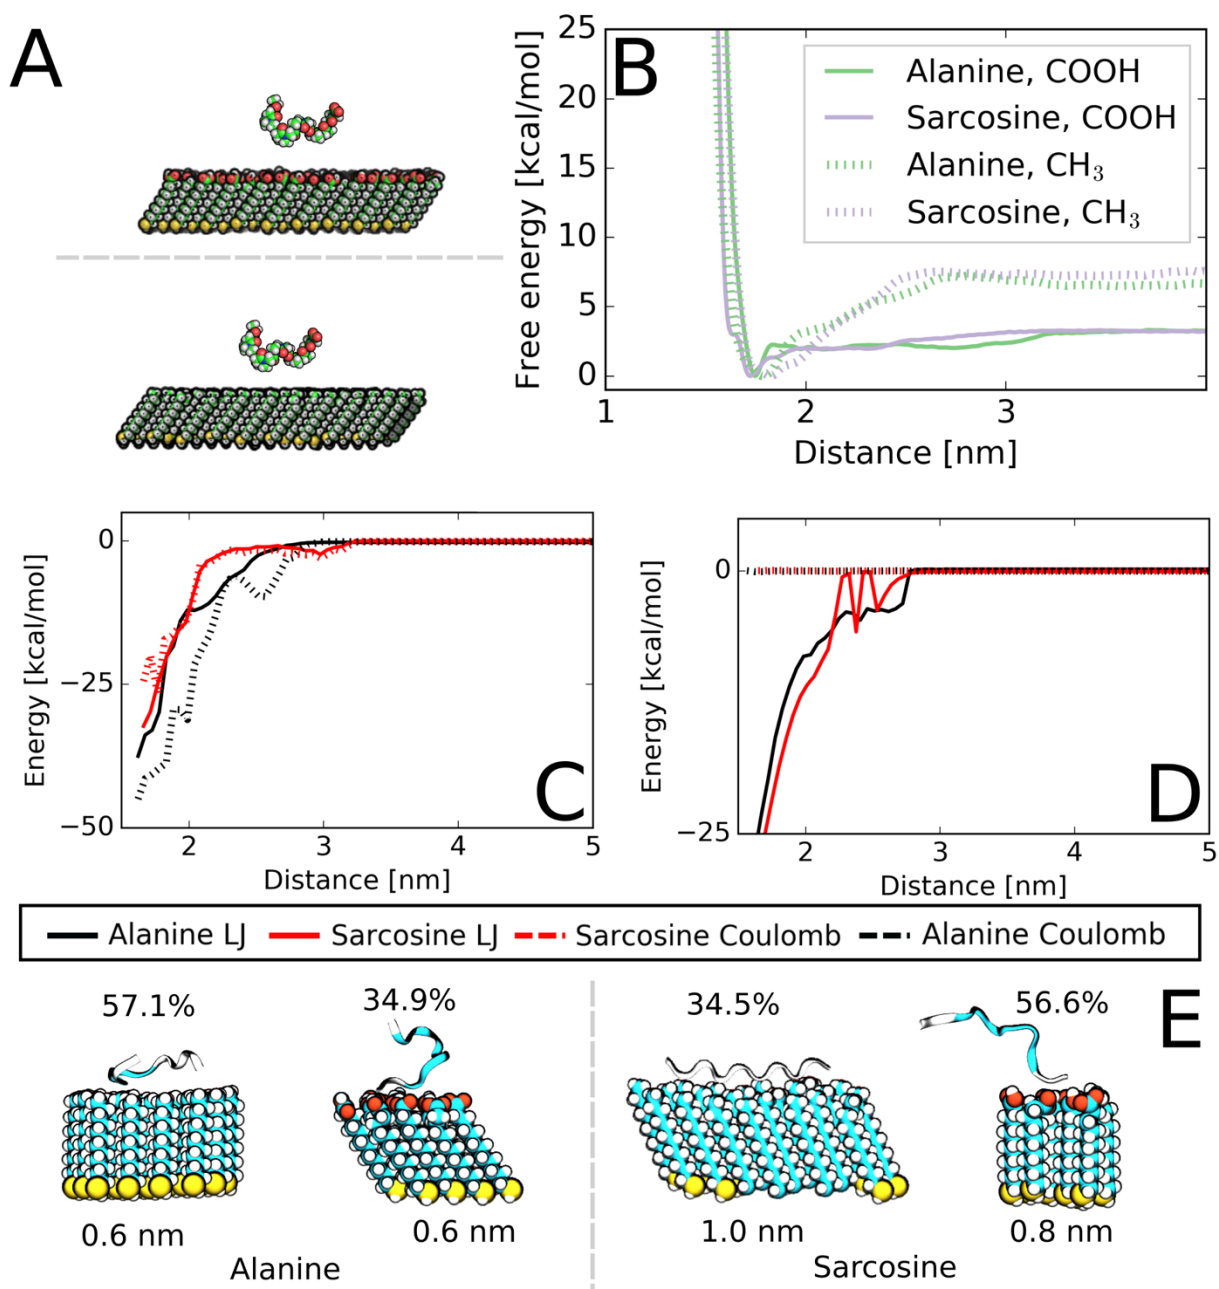 A
B
Free energy [kcal/mol]
25
20
15
10
5
0
Alanine, COOH
Sarcosine, COOH
Alanine, CH₃
Sarcosine, CH₃
1 2 3
Distance [nm]
C
Energy [kcal/mol]
0
−25
−50
2 3 4 5
Distance [nm]
D
Energy [kcal/mol]
0
−25
2 3 4 5
Distance [nm]
Alanine LJ Sarcosine LJ Sarcosine Coulomb Alanine Coulomb
E
57.1% 34.9% 34.5% 56.6%
0.6 nm 0.6 nm 1.0 nm 0.8 nm
Alanine Sarcosine